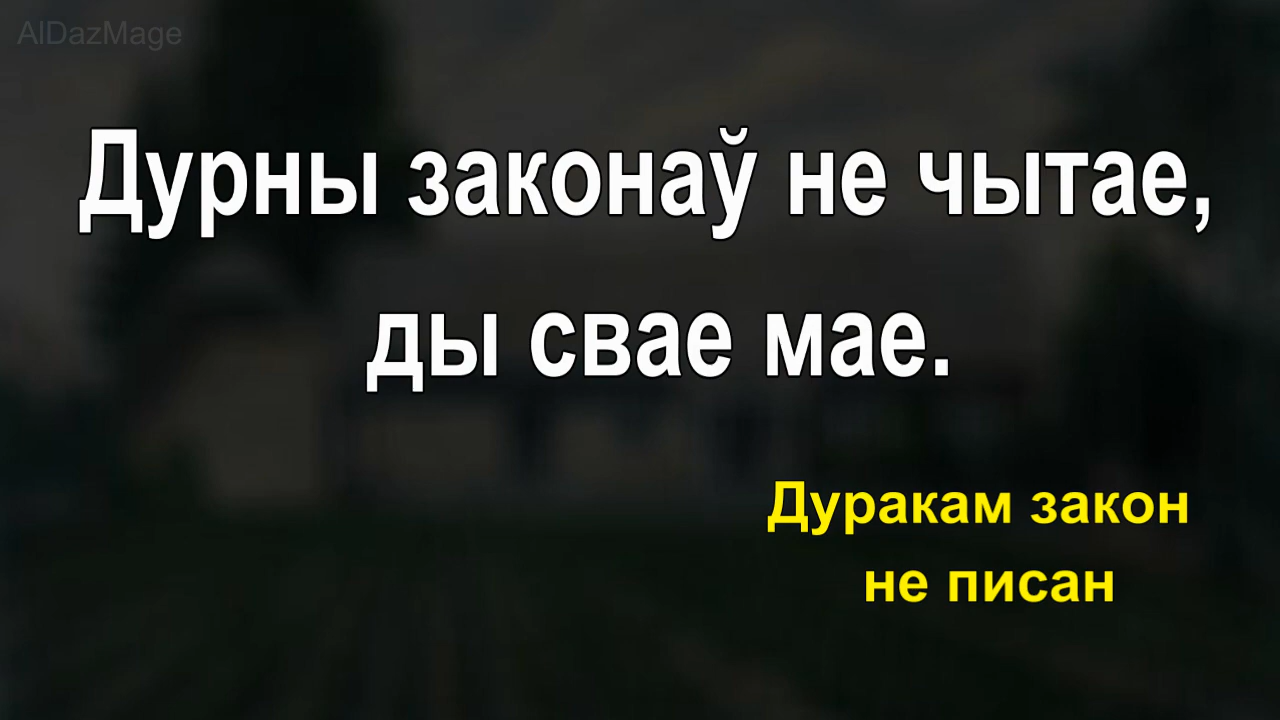 AlDazMage
Дурны законаў не чытае,
ды свае мае.
Дуракам закон
не писан